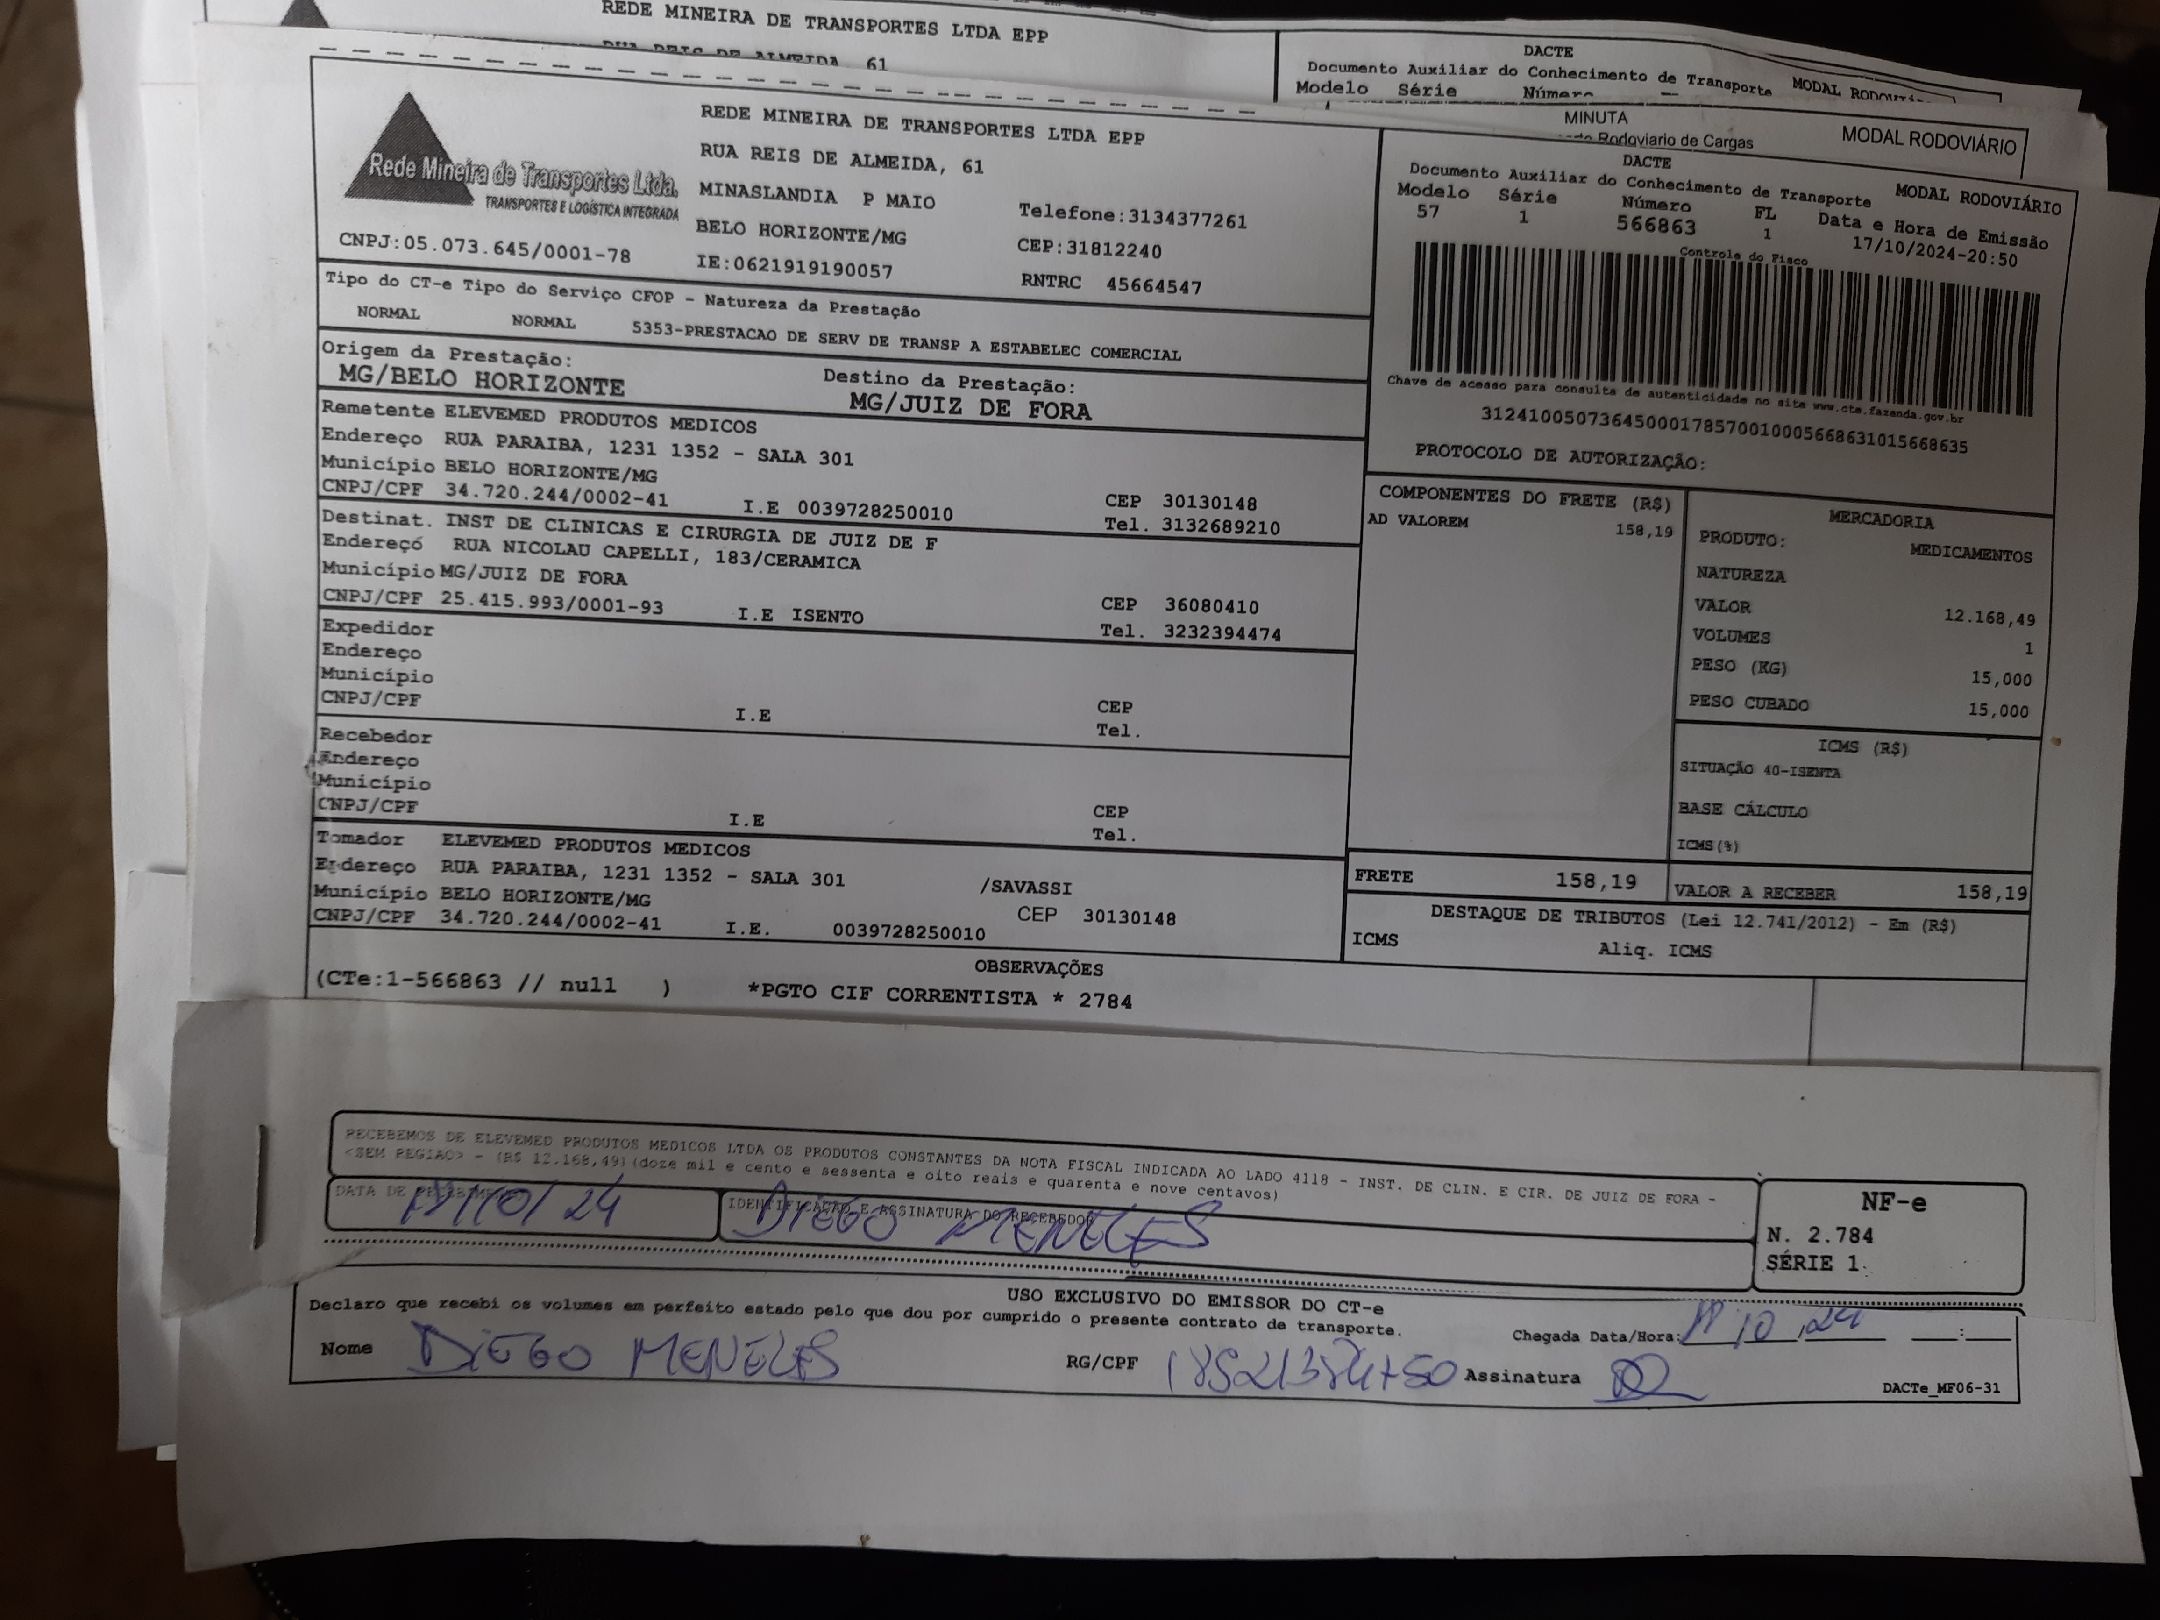 REDE MINEIRA DE TRANSPORTES LTDA EPP
RUA REIS DE ALMEIDA, 61
DACTE
Documento Auxiliar do Conhecimento de Transporte MODAL
Modelo Série Número
MINUTA
Rodoviario de Cargas MODAL RODOVIÁRIO
Rede Mineira de Transportes Ltda.
TRANSPORTES E LOGÍSTICA INTEGRADA
CNPJ:05.073.645/0001-78
REDE MINEIRA DE TRANSPORTES LTDA EPP
RUA REIS DE ALMEIDA, 61
MINASLANDIA P MAIO Telefone:3134377261
BELO HORIZONTE/MG CEP:31812240
IE:0621919190057 RNTRC 45664547
DACTE
Documento Auxiliar do Conhecimento de Transporte MODAL RODOVIÁRIO
Modelo Série Número FL Data e Hora de Emissão
57 1 566863 1 17/10/2024-20:50
Controle do Fisco
Chave de acesso para consulta de autenticidade no site www.cte.fazenda.gov.br
31241005073645000178570010005668631015668635
PROTOCOLO DE AUTORIZAÇÃO:
Tipo do CT-e Tipo do Serviço CFOP - Natureza da Prestação
NORMAL NORMAL 5353-PRESTACAO DE SERV DE TRANSP A ESTABELEC COMERCIAL
Origem da Prestação: Destino da Prestação:
MG/BELO HORIZONTE MG/JUIZ DE FORA
Remetente ELEVEMED PRODUTOS MEDICOS
Endereço RUA PARAIBA, 1231 1352 - SALA 301
Município BELO HORIZONTE/MG CEP 30130148
CNPJ/CPF 34.720.244/0002-41 I.E 0039728250010 Tel. 3132689210
Destinat. INST DE CLINICAS E CIRURGIA DE JUIZ DE F
Endereço RUA NICOLAU CAPELLI, 183/CERAMICA
Município MG/JUIZ DE FORA CEP 36080410
CNPJ/CPF 25.415.993/0001-93 I.E ISENTO Tel. 3232394474
Expedidor
Endereço
Município CEP
CNPJ/CPF I.E Tel.
Recebedor
Endereço
Município CEP
CNPJ/CPF I.E Tel.
Tomador ELEVEMED PRODUTOS MEDICOS
Endereço RUA PARAIBA, 1231 1352 - SALA 301 /SAVASSI
Município BELO HORIZONTE/MG CEP 30130148
CNPJ/CPF 34.720.244/0002-41 I.E. 0039728250010
COMPONENTES DO FRETE (R$)
AD VALOREM 158,19
MERCADORIA
PRODUTO: MEDICAMENTOS
NATUREZA
VALOR 12.168,49
VOLUMES 1
PESO (KG) 15,000
PESO CUBADO 15,000
ICMS (R$)
SITUAÇÃO 40-ISENTA
BASE CÁLCULO
ICMS(%)
FRETE 158,19 VALOR A RECEBER 158,19
DESTAQUE DE TRIBUTOS (Lei 12.741/2012) - Em (R$)
ICMS Aliq. ICMS
OBSERVAÇÕES
(CTe:1-566863 // null ) *PGTO CIF CORRENTISTA * 2784
RECEBEMOS DE ELEVEMED PRODUTOS MEDICOS LTDA OS PRODUTOS CONSTANTES DA NOTA FISCAL INDICADA AO LADO 4118 - INST. DE CLIN. E CIR. DE JUIZ DE FORA -
<SEM REGIAO> - (R$ 12.168,49)(doze mil e cento e sessenta e oito reais e quarenta e nove centavos)
DATA DE RECEBIMENTO IDENTIFICAÇÃO E ASSINATURA DO RECEBEDOR
DIEGO MENEZES
NF-e
N. 2.784
SÉRIE 1
USO EXCLUSIVO DO EMISSOR DO CT-e
Declaro que recebi os volumes em perfeito estado pelo que dou por cumprido o presente contrato de transporte.
Chegada Data/Hora:
Nome DIEGO MENEZES RG/CPF Assinatura
DACTe_MF06-31